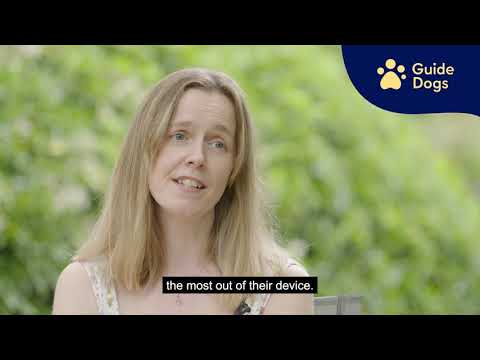 Guide
Dogs
the most out of their device.